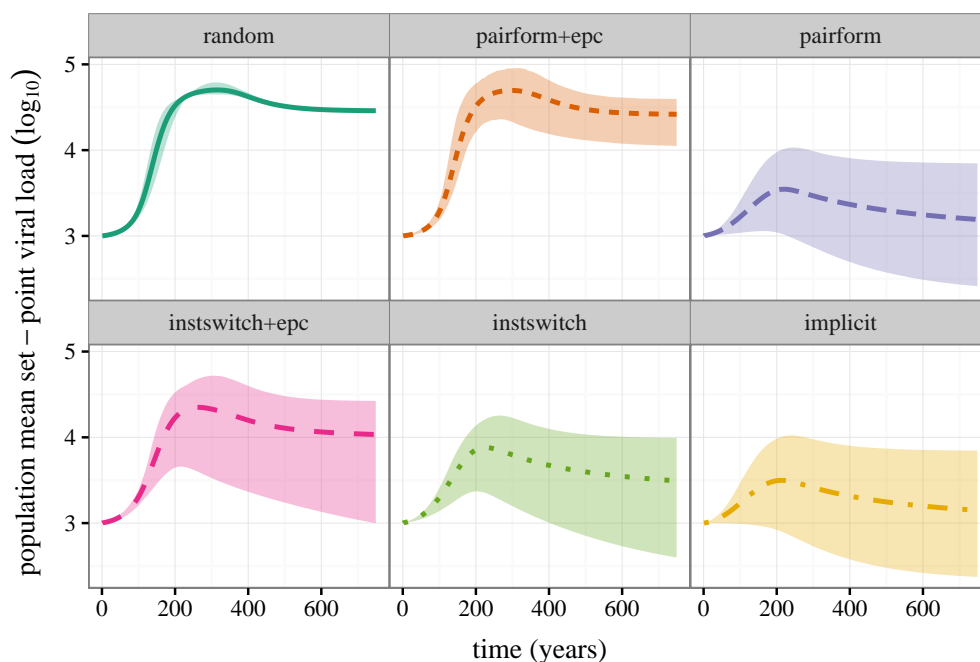 random
pairform+epc
pairform
5
4
3
instswitch+epc
instswitch
implicit
5
4
3
0 200 400 600 0 200 400 600 0 200 400 600
time (years)
population mean set − point viral load (log₁₀)